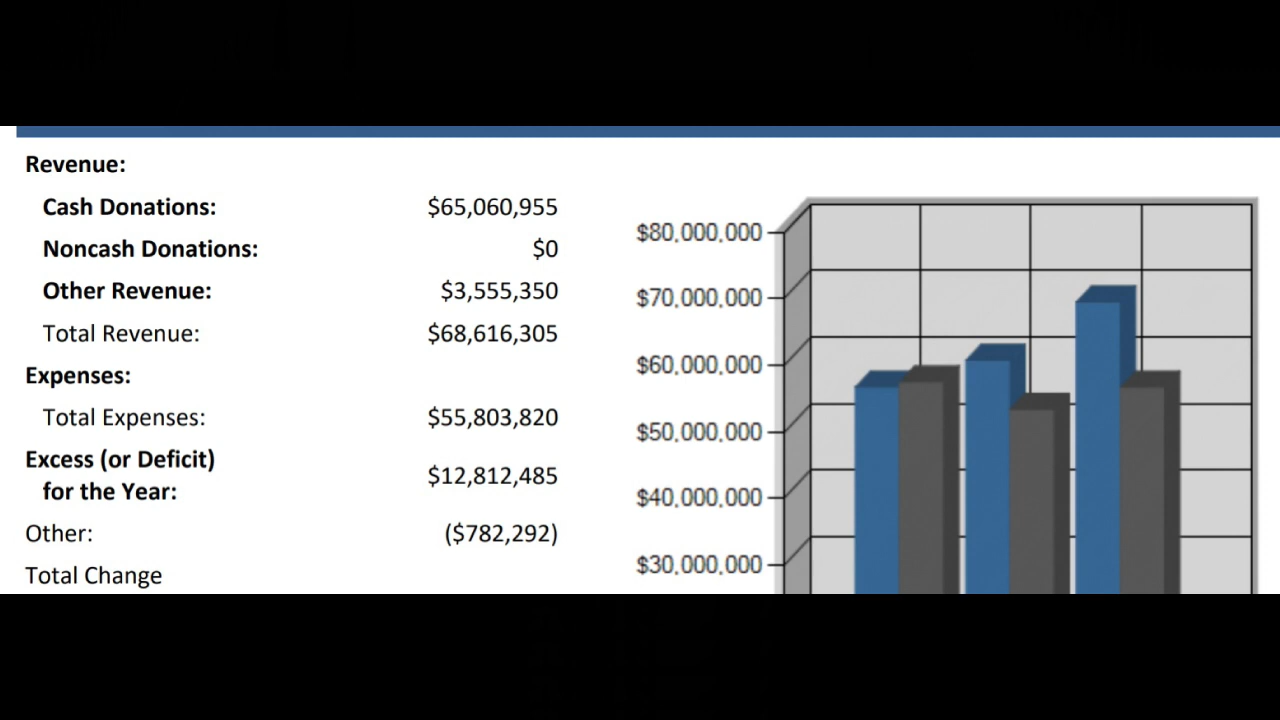 Revenue:
Cash Donations: $65,060,955
Noncash Donations: $0
Other Revenue: $3,555,350
Total Revenue: $68,616,305
Expenses:
Total Expenses: $55,803,820
Excess (or Deficit)
for the Year: $12,812,485
Other: ($782,292)
Total Change
$80,000,000
$70,000,000
$60,000,000
$50,000,000
$40,000,000
$30,000,000